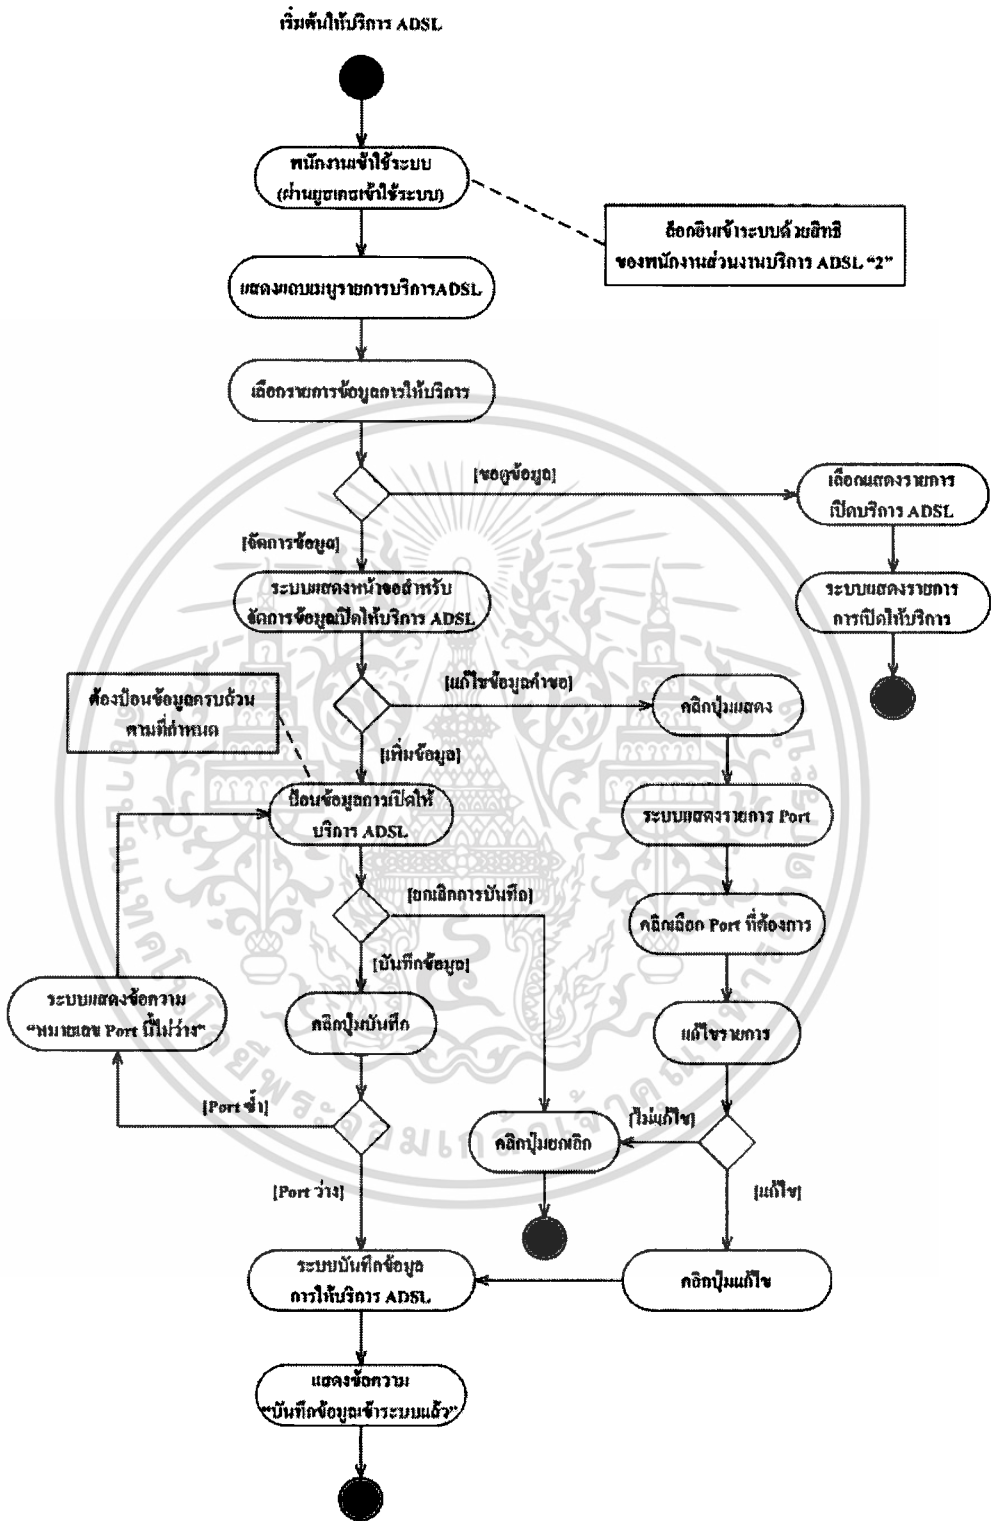 เริ่มต้นให้บริการ ADSL
พนักงานเข้าใช้ระบบ
(ผ่านยูสเคสเข้าใช้ระบบ)
ล็อกอินเข้าระบบด้วยสิทธิ
ของพนักงานส่วนงานบริการ ADSL “2”
แสดงแถบเมนูรายการบริการADSL
เลือกรายการข้อมูลการให้บริการ
[ขอดูข้อมูล]
เลือกแสดงรายการ
เปิดบริการ ADSL
[จัดการข้อมูล]
ระบบแสดงหน้าจอสำหรับ
จัดการข้อมูลเปิดให้บริการ ADSL
ระบบแสดงรายการ
การเปิดให้บริการ
[แก้ไขข้อมูลคำขอ]
คลิกปุ่มแสดง
ต้องป้อนข้อมูลครบถ้วน
ตามที่กำหนด
[เพิ่มข้อมูล]
ป้อนข้อมูลการเปิดให้
บริการ ADSL
ระบบแสดงรายการ Port
[ยกเลิกการบันทึก]
คลิกเลือก Port ที่ต้องการ
[บันทึกข้อมูล]
ระบบแสดงข้อความ
“หมายเลข Port นี้ไม่ว่าง”
คลิกปุ่มบันทึก
แก้ไขรายการ
[Port ซ้ำ]
[ไม่แก้ไข]
คลิกปุ่มยกเลิก
[Port ว่าง]
[แก้ไข]
ระบบบันทึกข้อมูล
การให้บริการ ADSL
คลิกปุ่มแก้ไข
แสดงข้อความ
“บันทึกข้อมูลเข้าระบบแล้ว”